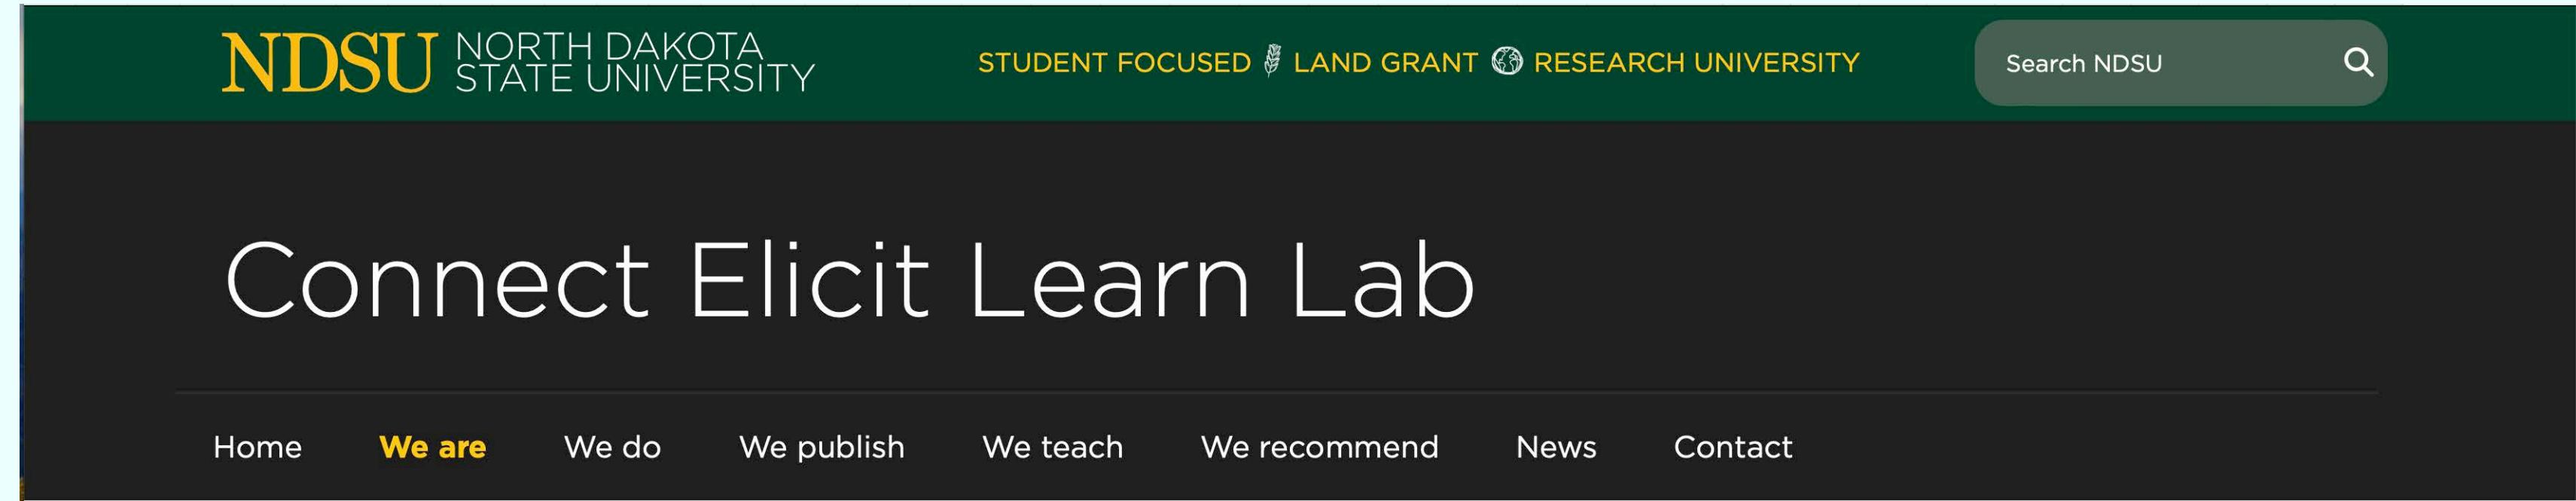 NDSU NORTH DAKOTA
STATE UNIVERSITY
STUDENT FOCUSED LAND GRANT RESEARCH UNIVERSITY
Search NDSU
Connect Elicit Learn Lab
Home We are We do We publish We teach We recommend News Contact